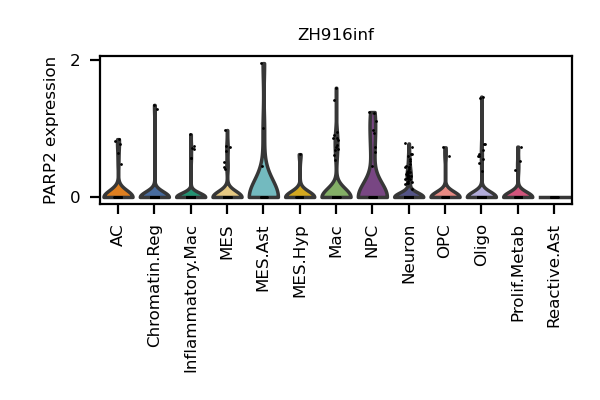 ZH916inf
PARP2 expression
2
0
AC
Chromatin.Reg
Inflammatory.Mac
MES
MES.Ast
MES.Hyp
Mac
NPC
Neuron
OPC
Oligo
Prolif.Metab
Reactive.Ast